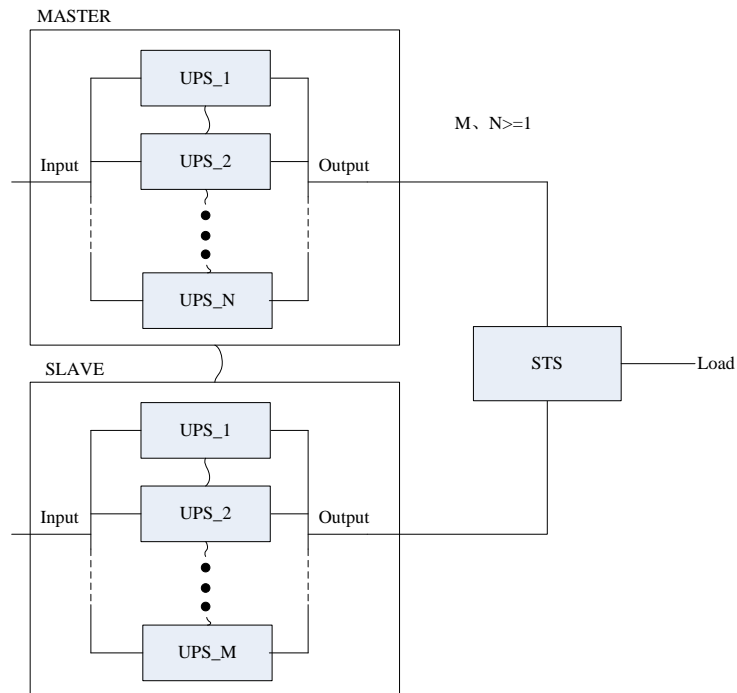 MASTER
UPS_1
M、N>=1
Input
UPS_2
Output
UPS_N
STS
Load
SLAVE
UPS_1
Input
UPS_2
Output
UPS_M